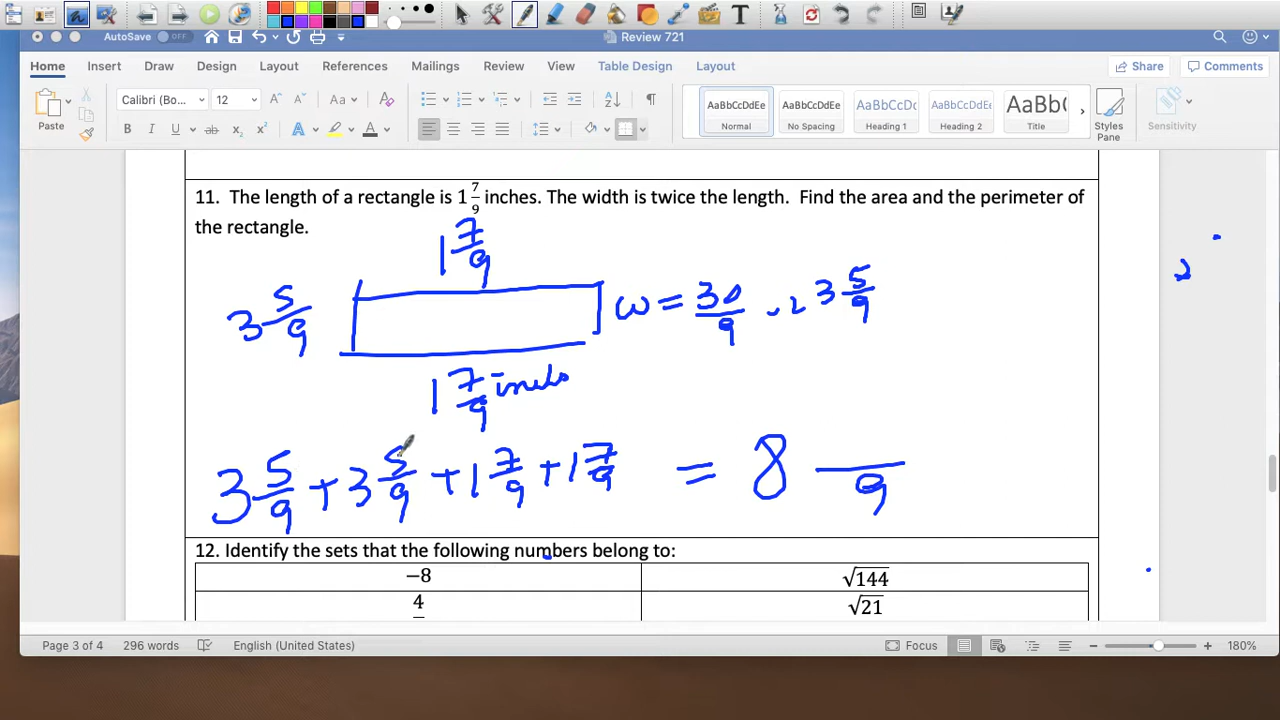 AutoSave OFF
Review 721
Home Insert Draw Design Layout References Mailings Review View Table Design Layout
Share Comments
Paste
Calibri (Bo... 12
AaBbCcDdEe AaBbCcDdEe AaBbCcDc AaBbCcDdEe AaBbC(
Normal No Spacing Heading 1 Heading 2 Title
Styles Pane
Sensitivity
11. The length of a rectangle is 1 7/9 inches. The width is twice the length. Find the area and the perimeter of
the rectangle.
1 7/9
3 5/9
w = 32/9 3 5/9
1 7/9 inches
3 5/9 + 3 5/9 + 1 7/9 + 1 7/9 = 8 /9
2
12. Identify the sets that the following numbers belong to:
−8 √144
4 √21
Page 3 of 4 296 words English (United States) Focus 180%